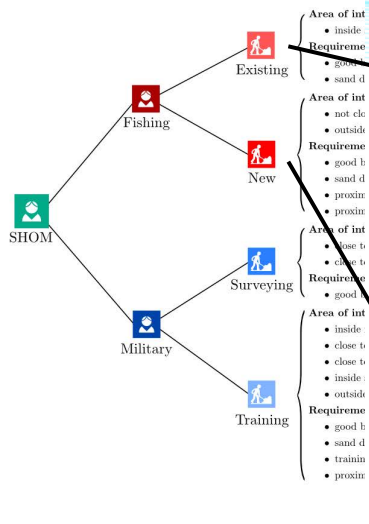 SHOM
Fishing
Military
Existing
New
Surveying
Training
Area of int
• inside
Requireme
• good b
• sand d
Area of int
• not clo
• outside
Requireme
• good b
• sand d
• proxim
• proxim
Area of int
• close to
• close to
Requireme
• good b
Area of int
• inside
• close to
• close to
• inside
• outside
Requireme
• good b
• sand d
• trainin
• proxim